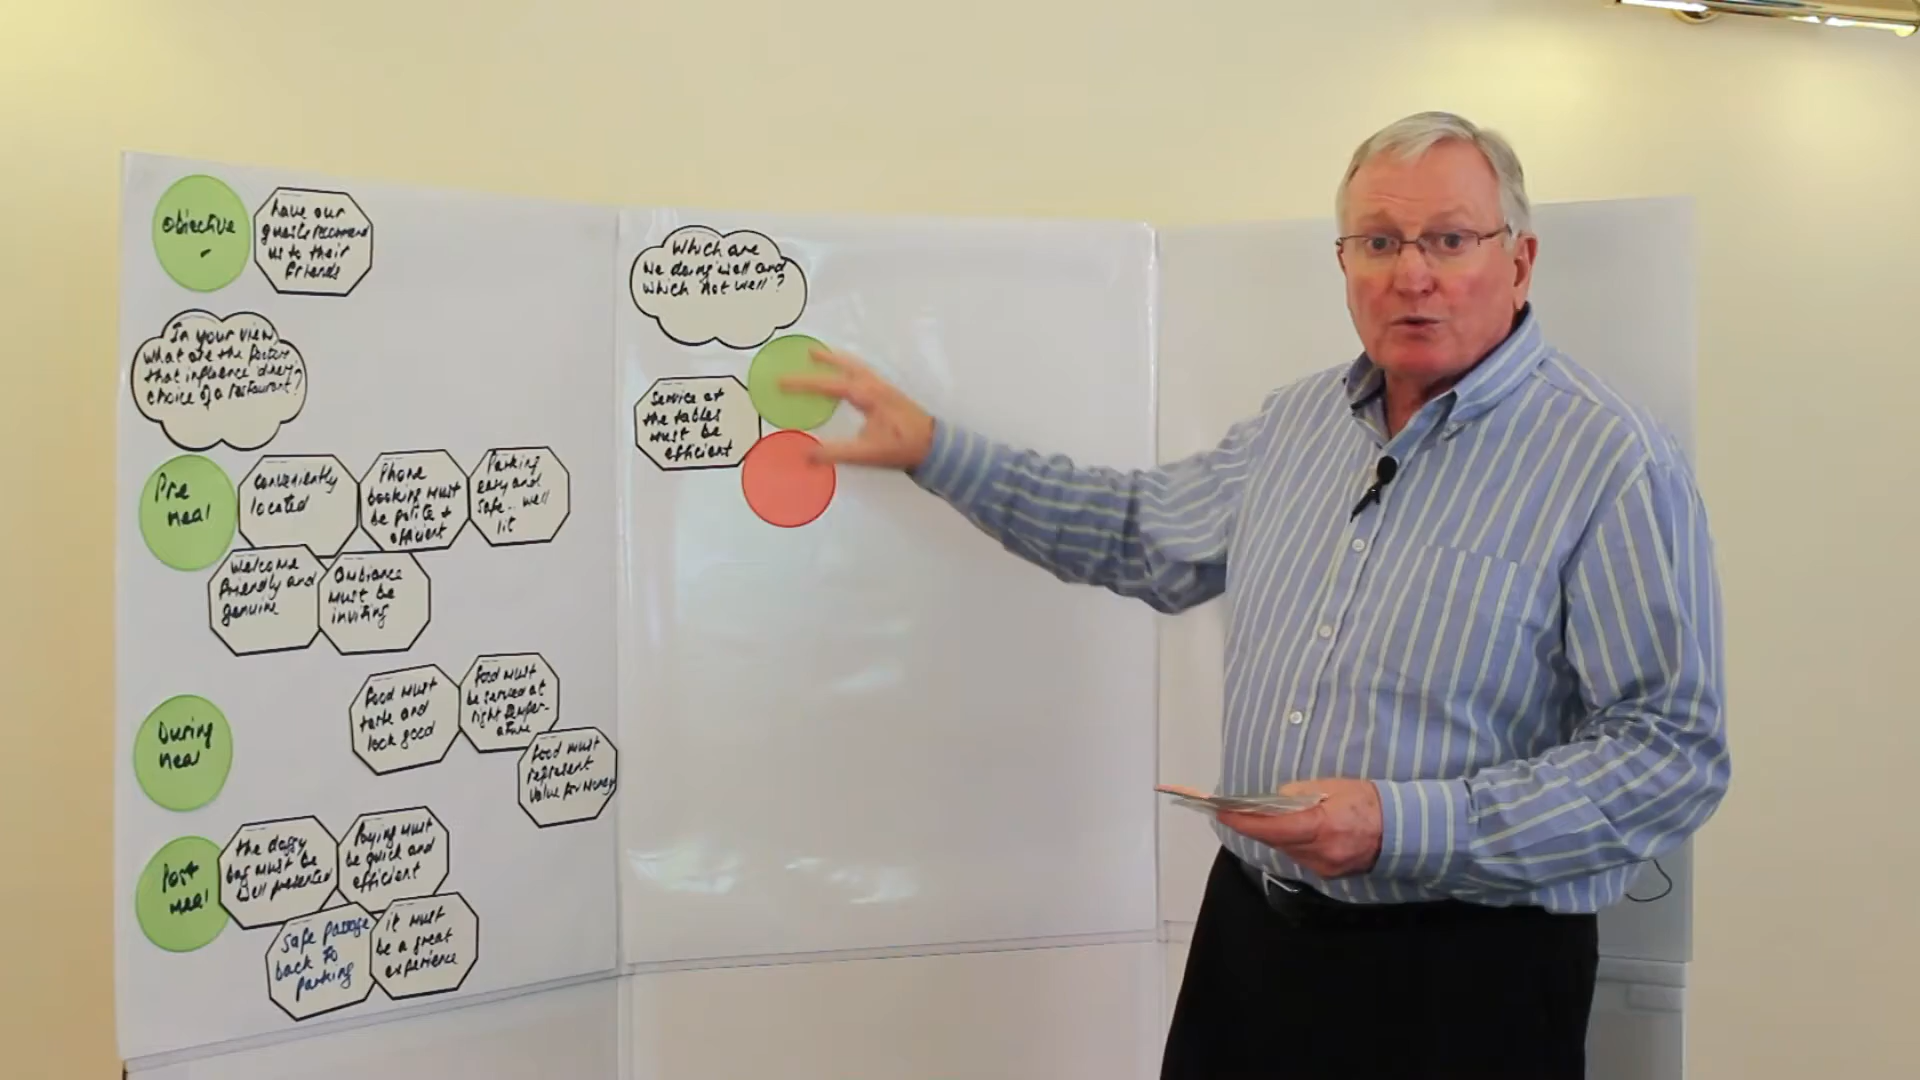 Objective
have our
guests recommend
us to their
friends
In your view,
what are the factors
that influence diners
choice of a restaurant?
Pre
meal
conveniently
located
Phone
booking must
be polite +
efficient
Parking
easy and
safe... well
lit
Welcome
friendly and
genuine
Ambiance
must be
inviting
During
meal
food must
taste and
look good
food must
be served at
right temper-
ature
food must
represent
value for money
Post
meal
the doggy
bag must be
well presented
Paying must
be quick and
efficient
safe passage
back to
parking
it must
be a great
experience
Which are
we doing well and
which 'not well'?
Service at
the tables
must be
efficient